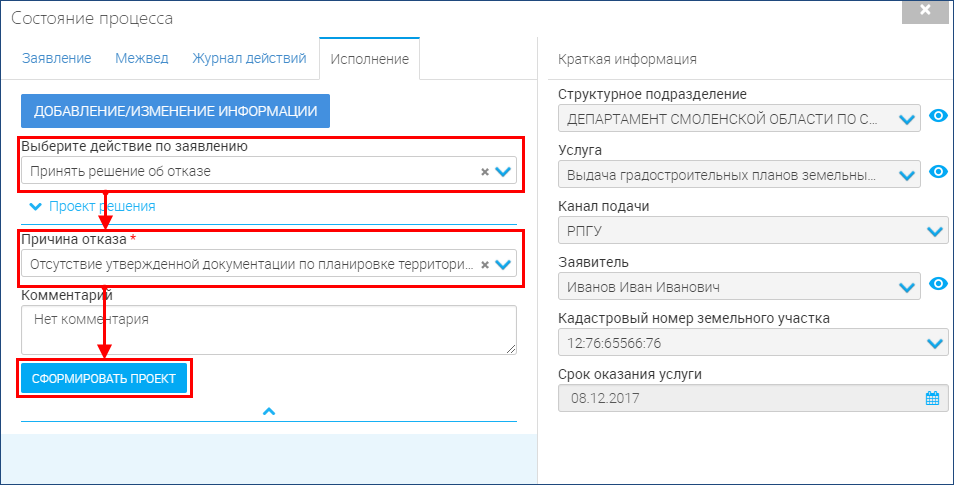 Состояние процесса
Заявление
Межвед
Журнал действий
Исполнение
ДОБАВЛЕНИЕ/ИЗМЕНЕНИЕ ИНФОРМАЦИИ
Выберите действие по заявлению
Принять решение об отказе
Проект решения
Причина отказа *
Отсутствие утвержденной документации по планировке территори...
Комментарий
Нет комментария
СФОРМИРОВАТЬ ПРОЕКТ
Краткая информация
Структурное подразделение
ДЕПАРТАМЕНТ СМОЛЕНСКОЙ ОБЛАСТИ ПО С...
Услуга
Выдача градостроительных планов земельны...
Канал подачи
РПГУ
Заявитель
Иванов Иван Иванович
Кадастровый номер земельного участка
12:76:65566:76
Срок оказания услуги
08.12.2017